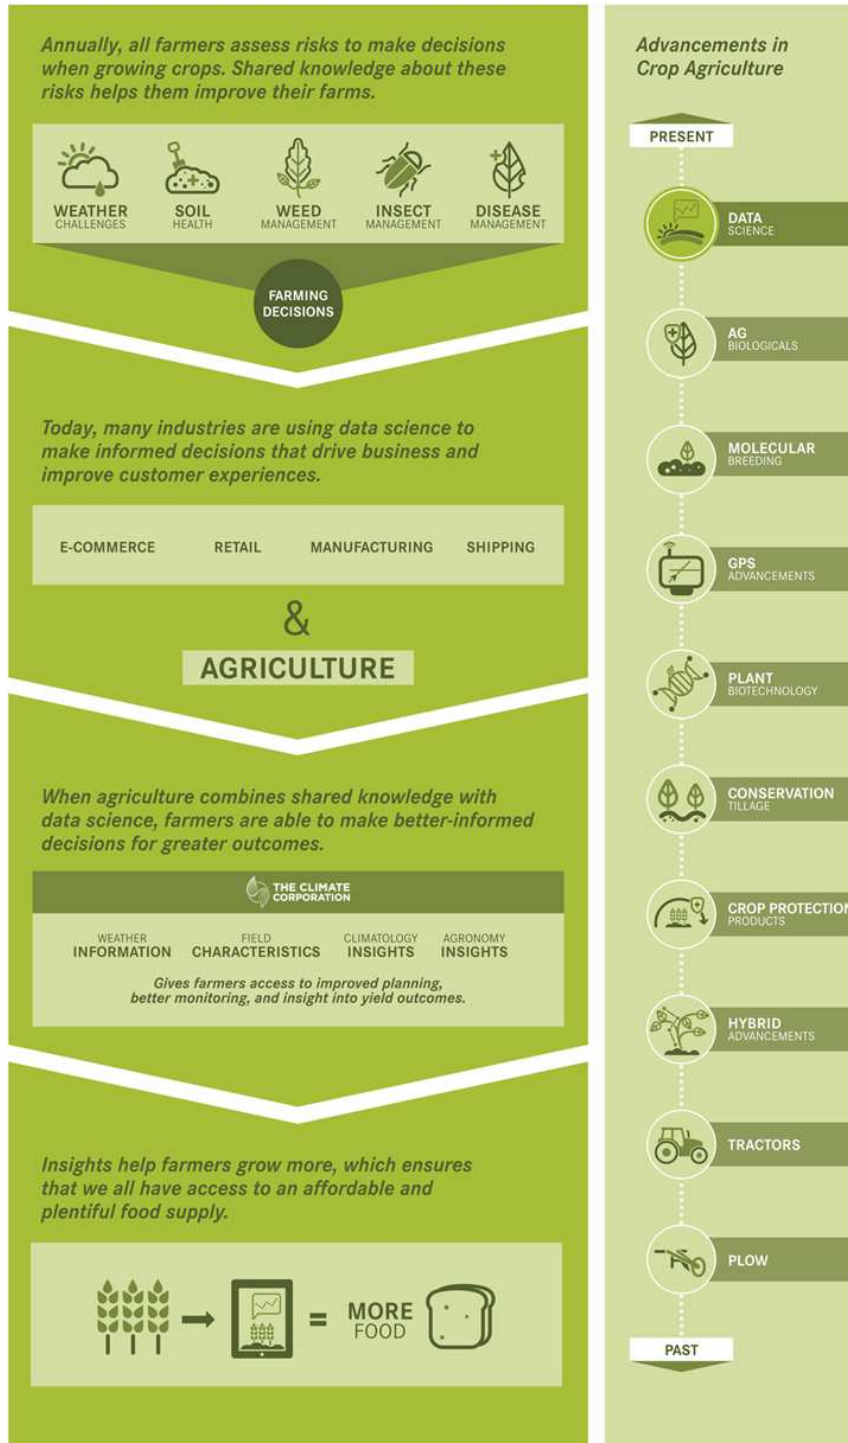 Annually, all farmers assess risks to make decisions
when growing crops. Shared knowledge about these
risks helps them improve their farms.
WEATHER
CHALLENGES
SOIL
HEALTH
WEED
MANAGEMENT
INSECT
MANAGEMENT
DISEASE
MANAGEMENT
FARMING
DECISIONS
Today, many industries are using data science to
make informed decisions that drive business and
improve customer experiences.
E-COMMERCE RETAIL MANUFACTURING SHIPPING
&
AGRICULTURE
When agriculture combines shared knowledge with
data science, farmers are able to make better-informed
decisions for greater outcomes.
THE CLIMATE
CORPORATION
WEATHER
INFORMATION
FIELD
CHARACTERISTICS
CLIMATOLOGY
INSIGHTS
AGRONOMY
INSIGHTS
Gives farmers access to improved planning,
better monitoring, and insight into yield outcomes.
Insights help farmers grow more, which ensures
that we all have access to an affordable and
plentiful food supply.
=
MORE
FOOD
Advancements in
Crop Agriculture
PRESENT
DATA
SCIENCE
AG
BIOLOGICALS
MOLECULAR
BREEDING
GPS
ADVANCEMENTS
PLANT
BIOTECHNOLOGY
CONSERVATION
TILLAGE
CROP PROTECTION
PRODUCTS
HYBRID
ADVANCEMENTS
TRACTORS
PLOW
PAST